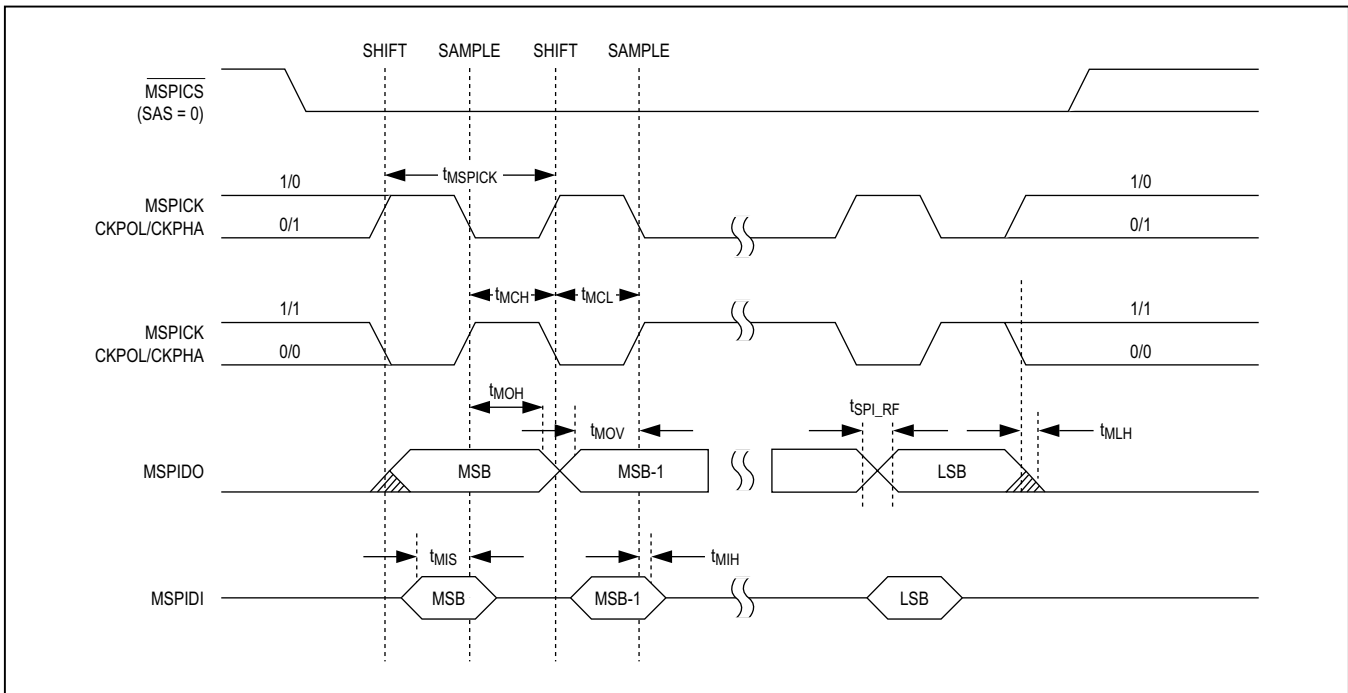 SHIFT SAMPLE SHIFT SAMPLE
MSPICS
(SAS = 0)
tMSPICK
1/0 1/0
MSPICK
CKPOL/CKPHA 0/1 0/1
tMCH tMCL
1/1 1/1
MSPICK
CKPOL/CKPHA 0/0 0/0
tMOH tSPI_RF
tMOV tMLH
MSPIDO MSB MSB-1 LSB
tMIS tMIH
MSPIDI MSB MSB-1 LSB